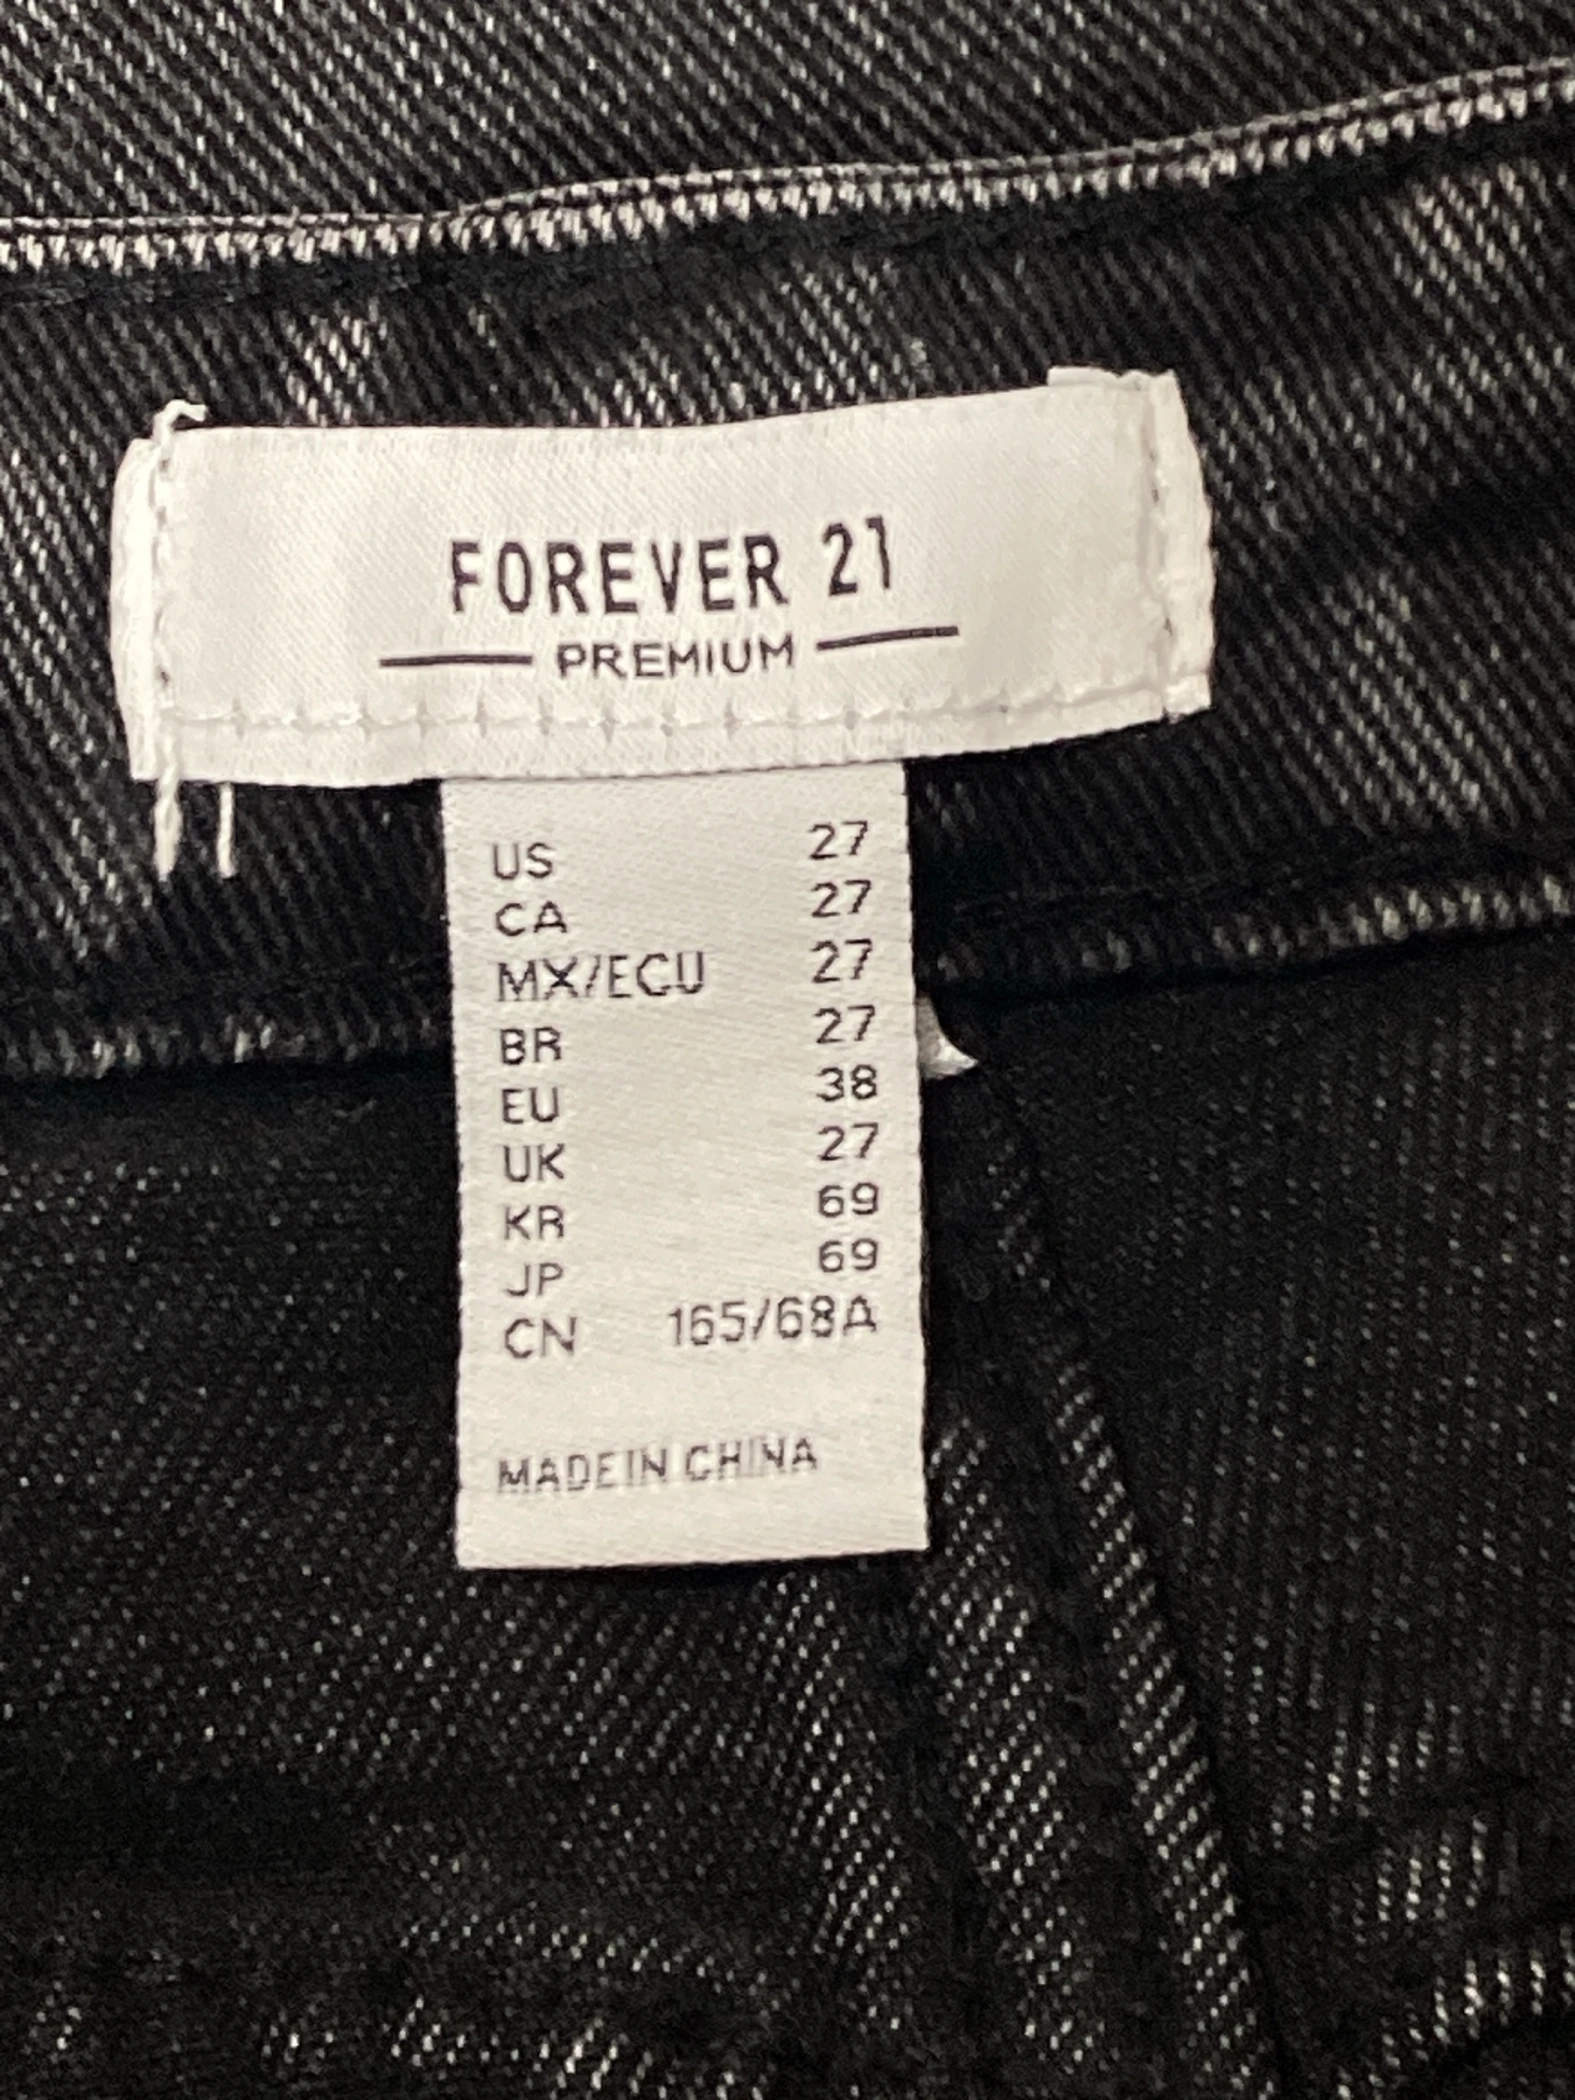 FOREVER 21
PREMIUM
US 27
CA 27
MX/ECU 27
BR 27
EU 38
UK 27
KR 69
JP 69
CN 165/68A
MADE IN CHINA